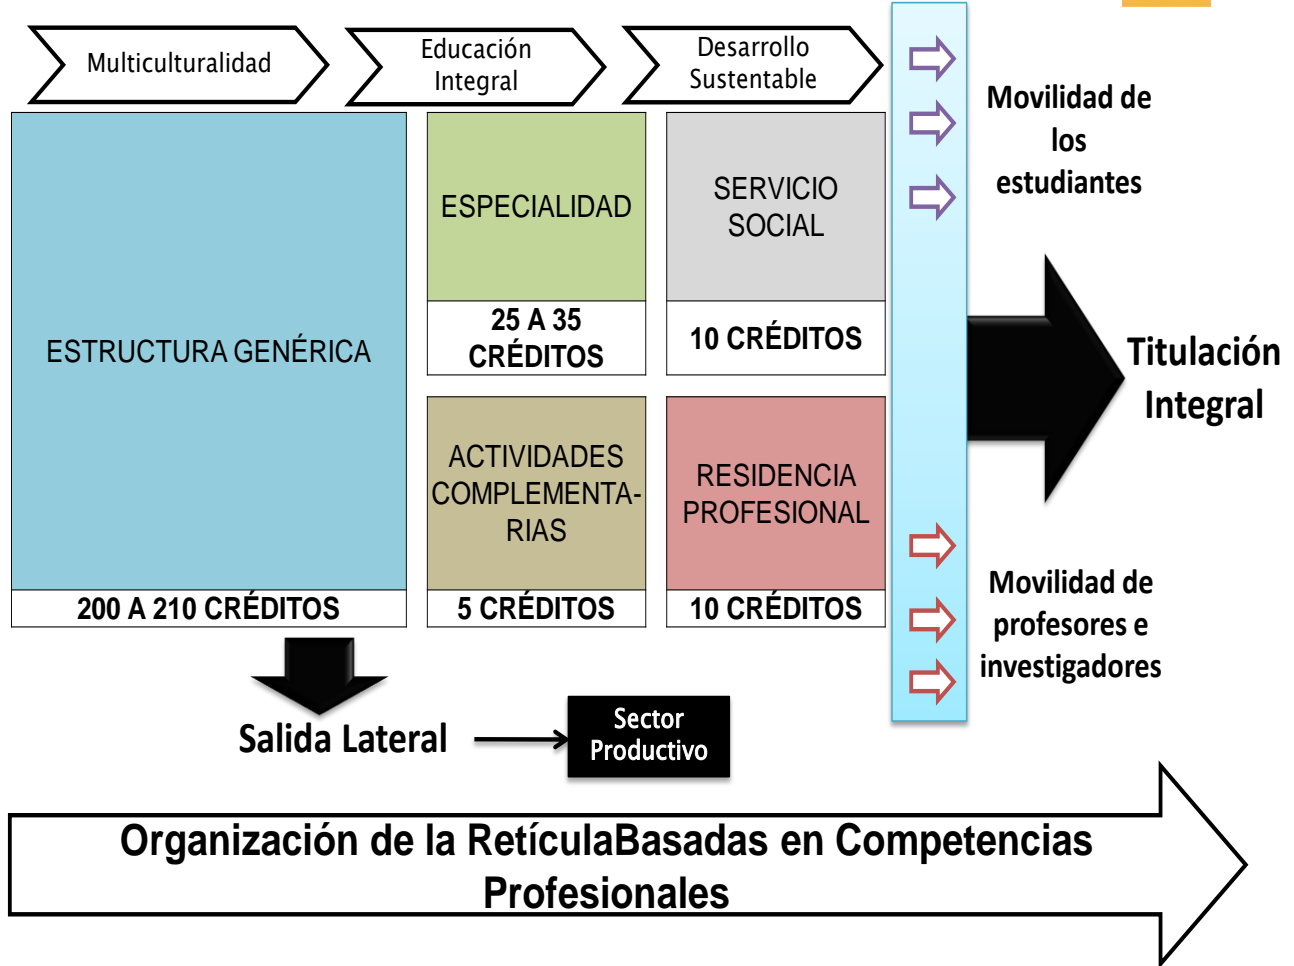 Multiculturalidad
Educación
Integral
Desarrollo
Sustentable
Movilidad de
los
estudiantes
ESTRUCTURA GENÉRICA
200 A 210 CRÉDITOS
ESPECIALIDAD
25 A 35
CRÉDITOS
SERVICIO
SOCIAL
10 CRÉDITOS
ACTIVIDADES
COMPLEMENTA-
RIAS
5 CRÉDITOS
RESIDENCIA
PROFESIONAL
10 CRÉDITOS
Titulación
Integral
Movilidad de
profesores e
investigadores
Salida Lateral
Sector
Productivo
Organización de la RetículaBasadas en Competencias
Profesionales